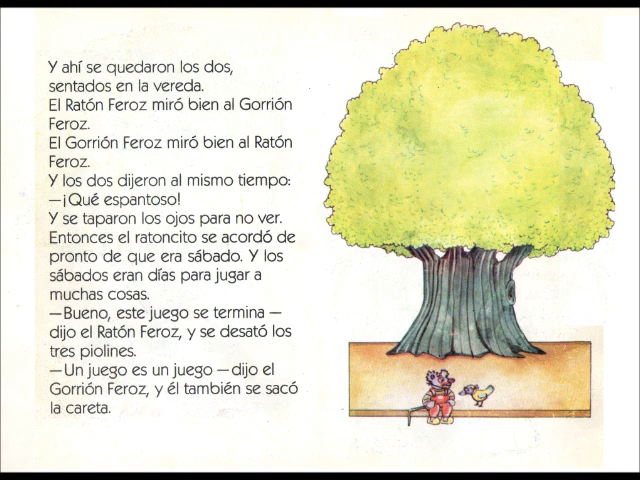 Y ahí se quedaron los dos,
sentados en la vereda.
El Ratón Feroz miró bien al Gorrión
Feroz.
El Gorrión Feroz miró bien al Ratón
Feroz.
Y los dos dijeron al mismo tiempo:
—¡Qué espantoso!
Y se taparon los ojos para no ver.
Entonces el ratoncito se acordó de
pronto de que era sábado. Y los
sábados eran días para jugar a
muchas cosas.
—Bueno, este juego se termina —
dijo el Ratón Feroz, y se desató los
tres piolines.
—Un juego es un juego —dijo el
Gorrión Feroz, y él también se sacó
la careta.